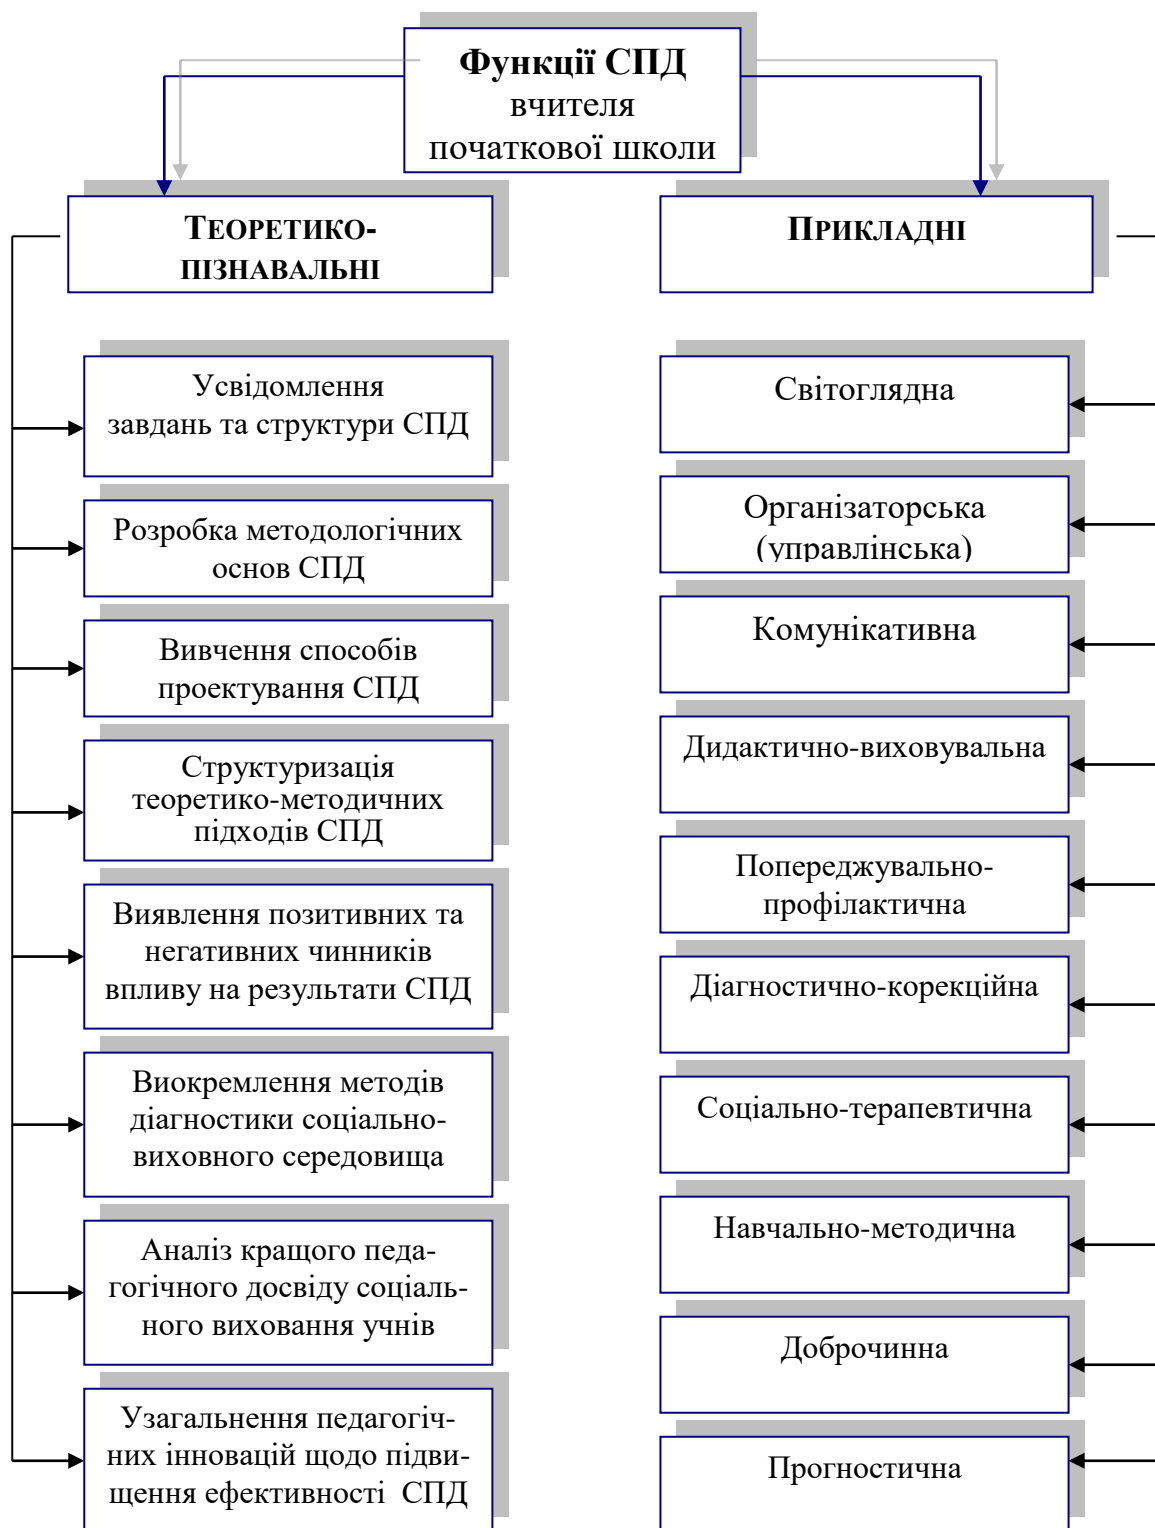 Функції СПД
вчителя
початкової школи
ТЕОРЕТИКО-
ПІЗНАВАЛЬНІ
Усвідомлення
завдань та структури СПД
Розробка методологічних
основ СПД
Вивчення способів
проектування СПД
Структуризація
теоретико-методичних
підходів СПД
Виявлення позитивних та
негативних чинників
впливу на результати СПД
Виокремлення методів
діагностики соціально-
виховного середовища
Аналіз кращого педа-
гогічного досвіду соціаль-
ного виховання учнів
Узагальнення педагогіч-
них інновацій щодо підви-
щення ефективності СПД
ПРИКЛАДНІ
Світоглядна
Організаторська
(управлінська)
Комунікативна
Дидактично-виховувальна
Попереджувально-
профілактична
Діагностично-корекційна
Соціально-терапевтична
Навчально-методична
Доброчинна
Прогностична